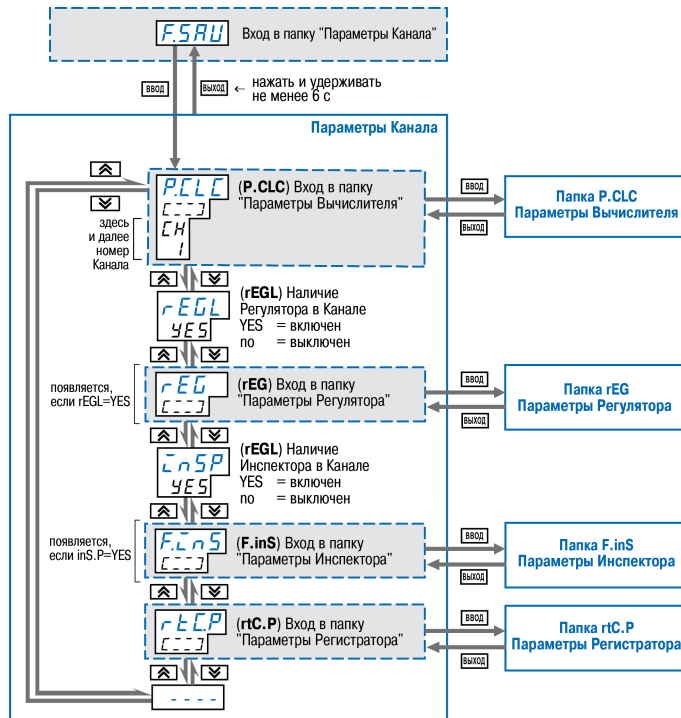 F.SAU
Вход в папку "Параметры Канала"
ВВОД
ВЫХОД
← нажать и удерживать
не менее 6 с
Параметры Канала
P.CLC
[---]
CH
1
(P.CLC) Вход в папку
"Параметры Вычислителя"
ВВОД
ВЫХОД
Папка P.CLC
Параметры Вычислителя
здесь
и далее
номер
Канала
rEGL
YES
(rEGL) Наличие
Регулятора в Канале
YES = включен
no = выключен
появляется,
если rEGL=YES
rEG
[---]
(rEG) Вход в папку
"Параметры Регулятора"
ВВОД
ВЫХОД
Папка rEG
Параметры Регулятора
inSP
YES
(rEGL) Наличие
Инспектора в Канале
YES = включен
no = выключен
появляется,
если inS.P=YES
F.inS
[---]
(F.inS) Вход в папку
"Параметры Инспектора"
ВВОД
ВЫХОД
Папка F.inS
Параметры Инспектора
rtC.P
[---]
(rtC.P) Вход в папку
"Параметры Регистратора"
ВВОД
ВЫХОД
Папка rtC.P
Параметры Регистратора
----